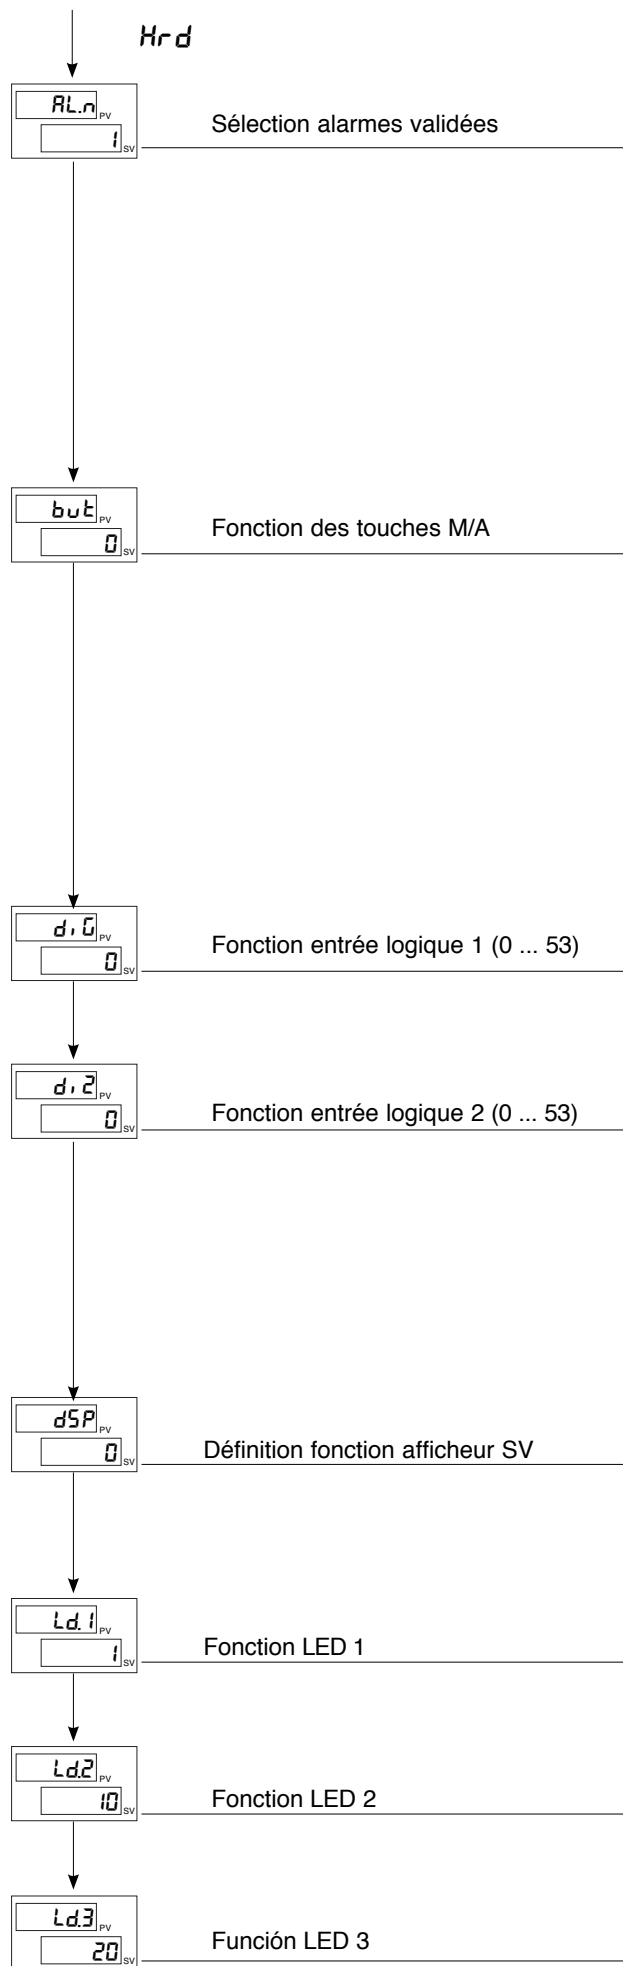 Hrd
AL.n PV
1 SV
Sélection alarmes validées
but PV
0 SV
Fonction des touches M/A
diG PV
0 SV
Fonction entrée logique 1 (0 ... 53)
di2 PV
0 SV
Fonction entrée logique 2 (0 ... 53)
dSP PV
0 SV
Définition fonction afficheur SV
Ld.1 PV
1 SV
Fonction LED 1
Ld.2 PV
10 SV
Fonction LED 2
Ld.3 PV
20 SV
Función LED 3